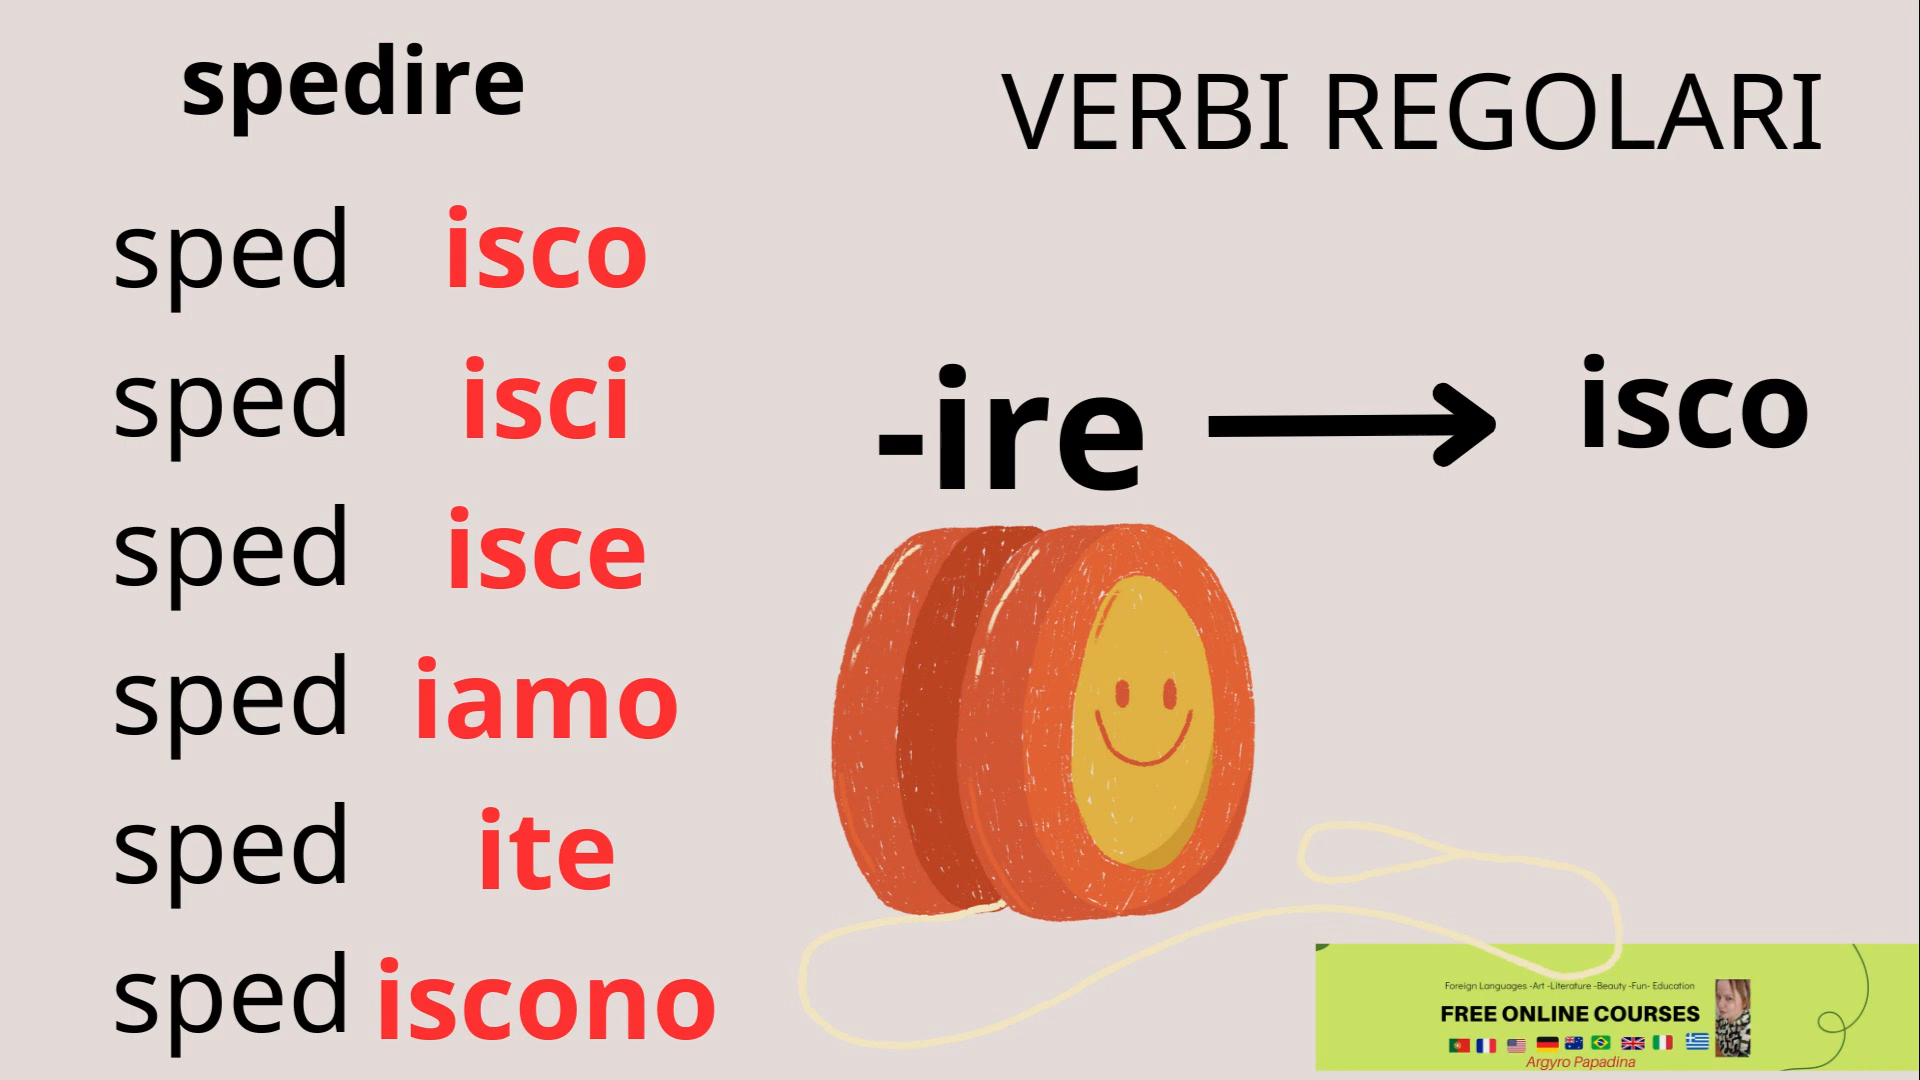 spedire
VERBI REGOLARI
sped isco
sped isci
sped isce
sped iamo
sped ite
sped iscono
-ire isco
Foreign Languages -Art -Literature -Beauty -Fun- Education
FREE ONLINE COURSES
Argyro Papadina